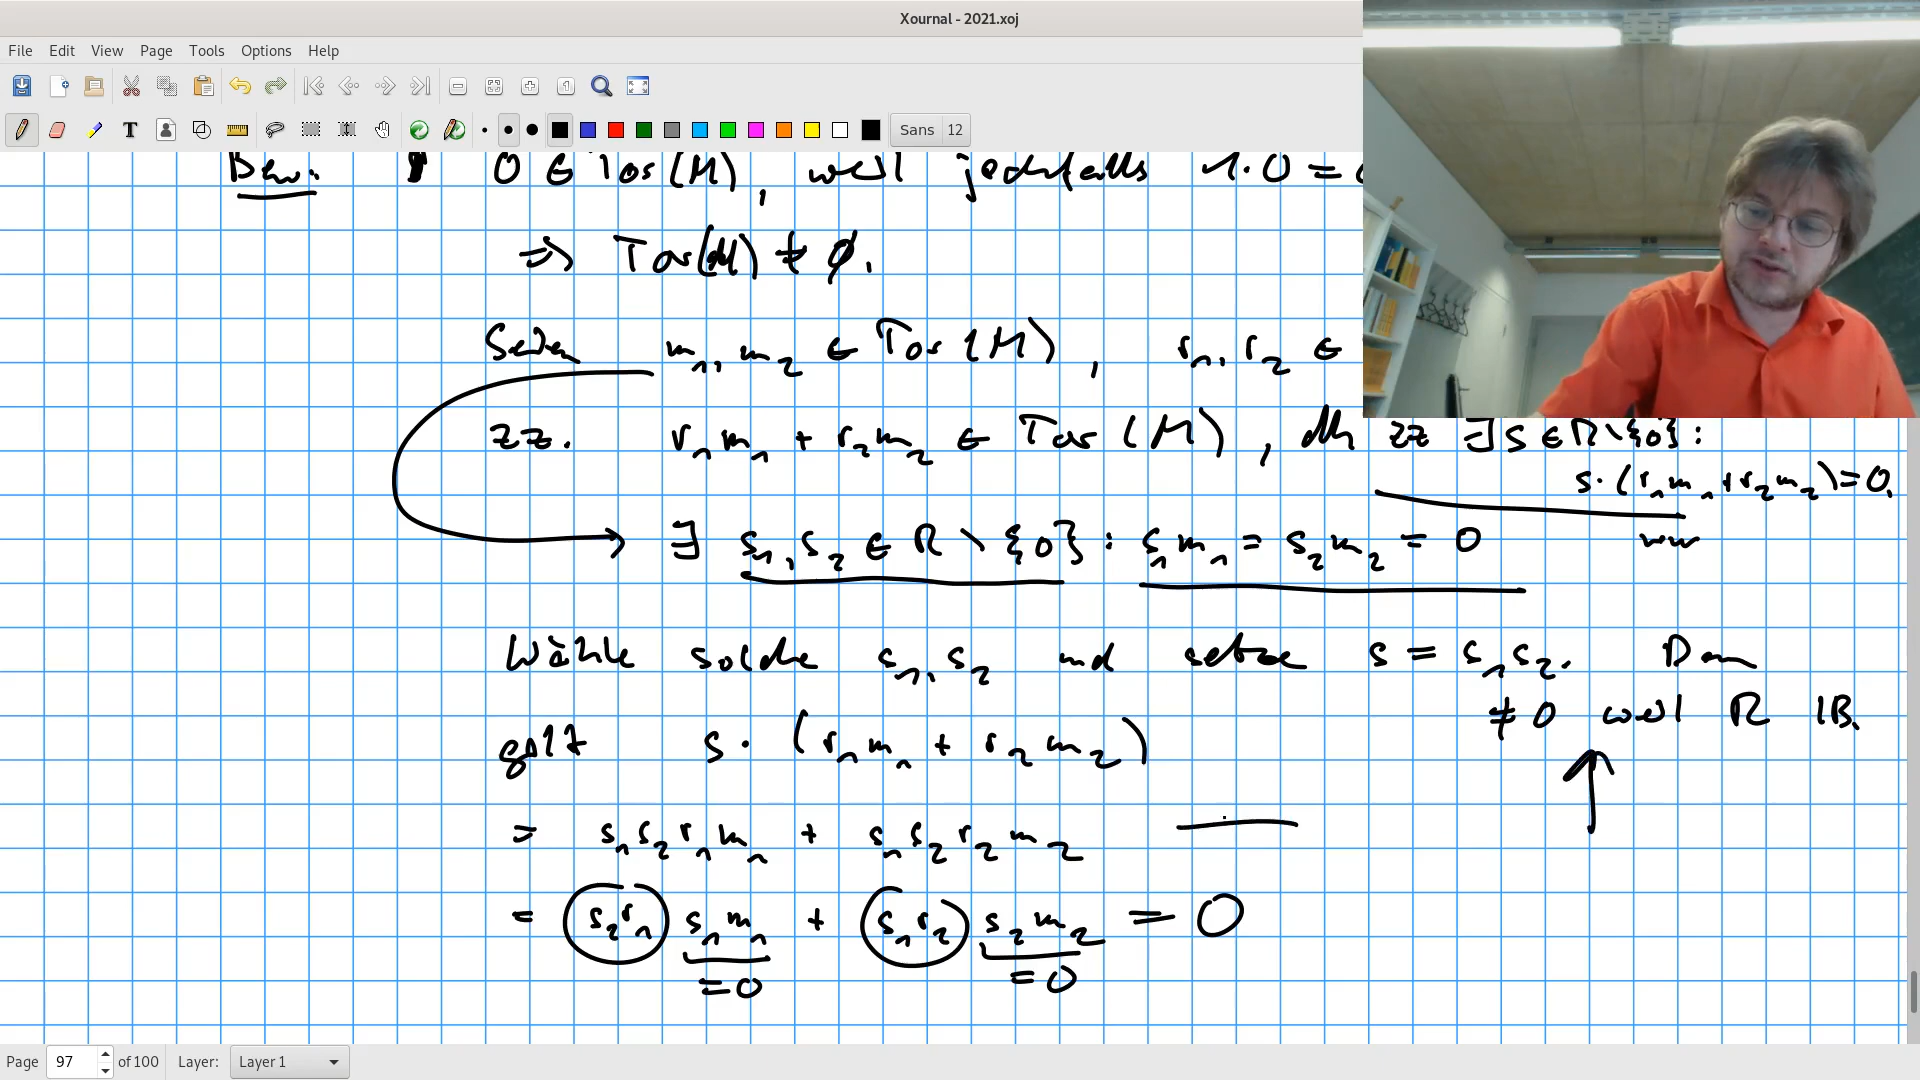 Xournal - 2021.xoj
File Edit View Page Tools Options Help
Sans 12
Bew. 0 ∈ Tor(M), weil jedenfalls 1·0 =
⇒ Tor(M) ≠ ∅.
Seien m₁, m₂ ∈ Tor(M), r₁, r₂ ∈
zz. r₁m₁ + r₂m₂ ∈ Tor(M), dh zz ∃ s ∈ R\{0}:
s·(r₁m₁+r₂m₂)=0.
∃ s₁, s₂ ∈ R \ {0} : s₁m₁ = s₂m₂ = 0
Wähle solche s₁, s₂ und setze s = s₁s₂. Dann
≠ 0 weil R IB.
gilt s · (r₁m₁ + r₂m₂)
= s₁s₂r₁m₁ + s₁s₂r₂m₂
= s₂r₁ s₁m₁ + s₁r₂ s₂m₂ = 0
=0 =0
Page 97 of 100 Layer: Layer 1